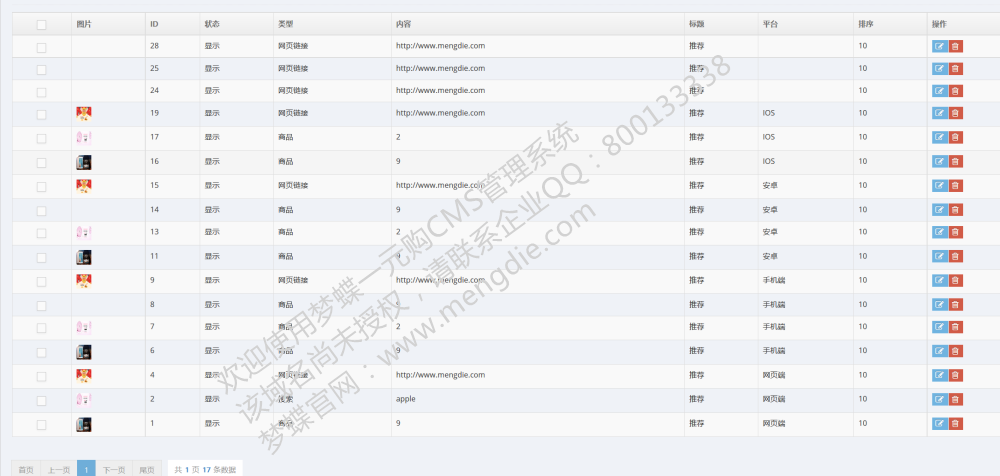 图片 ID 状态 类型 内容 标题 平台 排序 操作
28 显示 网页链接 http://www.mengdie.com 推荐 10
25 显示 网页链接 http://www.mengdie.com 推荐 10
24 显示 网页链接 http://www.mengdie.com 推荐 10
19 显示 网页链接 http://www.mengdie.com 推荐 IOS 10
17 显示 商品 2 推荐 IOS 10
16 显示 商品 9 推荐 IOS 10
15 显示 网页链接 http://www.mengdie.com 推荐 安卓 10
14 显示 商品 9 推荐 安卓 10
13 显示 商品 2 推荐 安卓 10
11 显示 商品 9 推荐 安卓 10
9 显示 网页链接 http://www.mengdie.com 推荐 手机端 10
8 显示 商品 9 推荐 手机端 10
7 显示 商品 2 推荐 手机端 10
6 显示 商品 9 推荐 手机端 10
4 显示 网页链接 http://www.mengdie.com 推荐 网页端 10
2 显示 搜索 apple 推荐 网页端 10
1 显示 商品 9 推荐 网页端 10
欢迎使用梦蝶一元购CMS管理系统
该域名尚未授权，请联系企业QQ：800133338
梦蝶官网：www.mengdie.com
首页 上一页 1 下一页 尾页 共 1 页 17 条数据